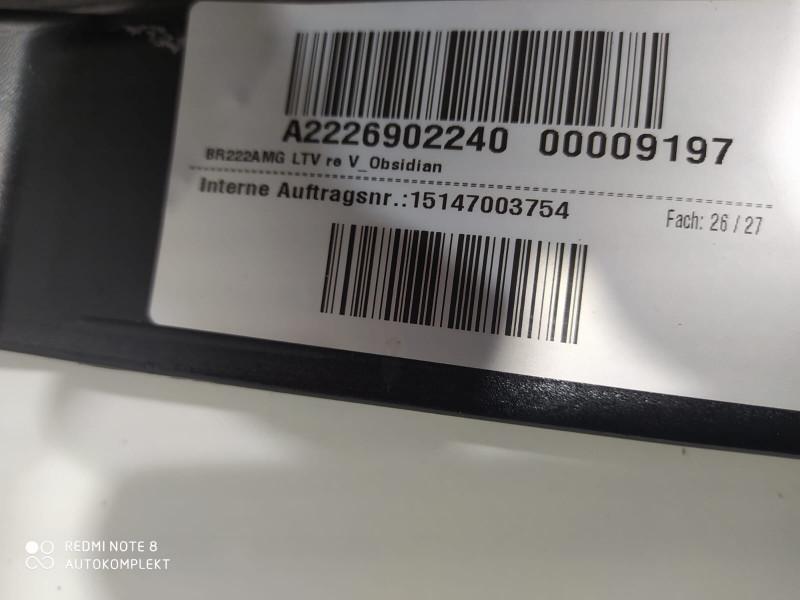 A2226902240 00009197
BR222AMG LTV re V_Obsidian
Interne Auftragsnr.:15147003754
Fach: 26 / 27
REDMI NOTE 8
AUTOKOMPLEKT